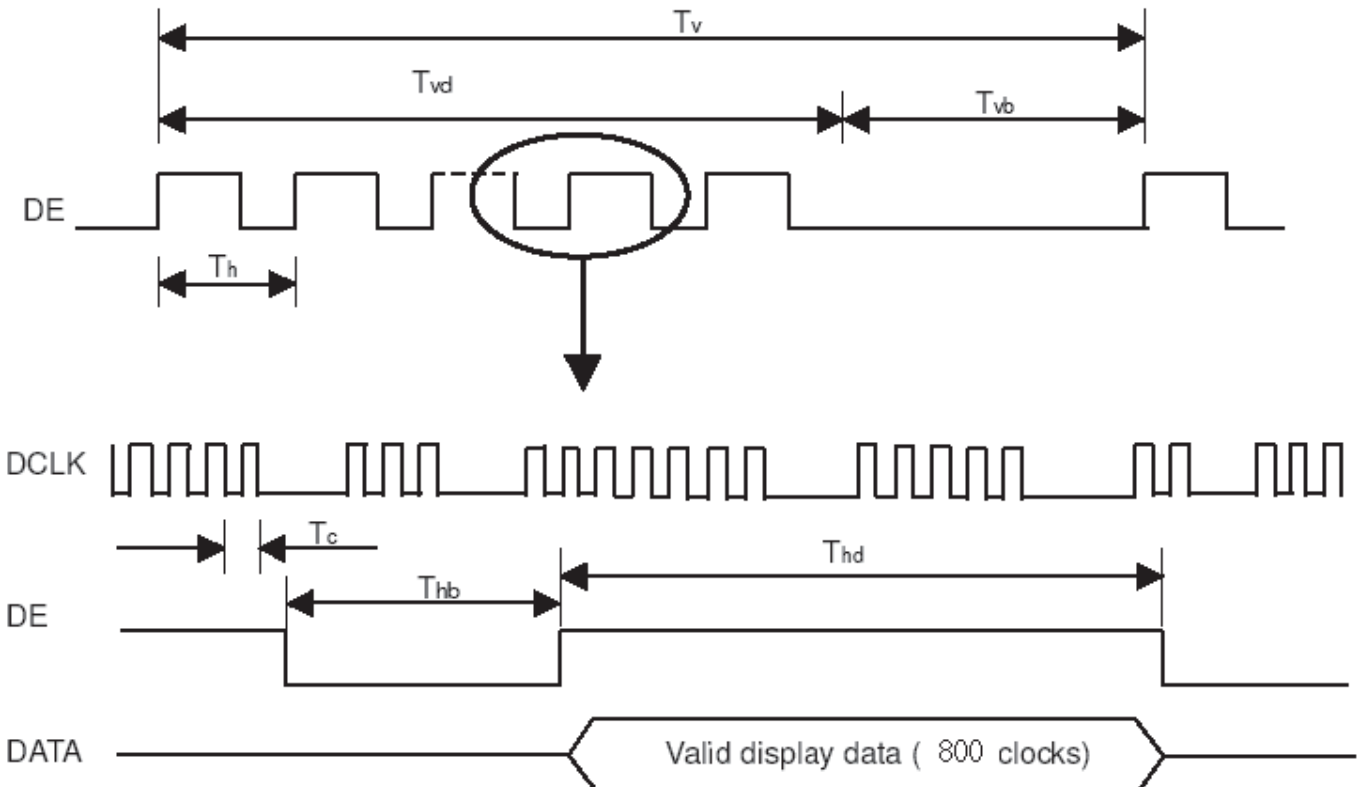 Tv
Tvd
Tvb
DE
Th
DCLK
Tc
Thd
Thb
DE
DATA
Valid display data ( 800 clocks)